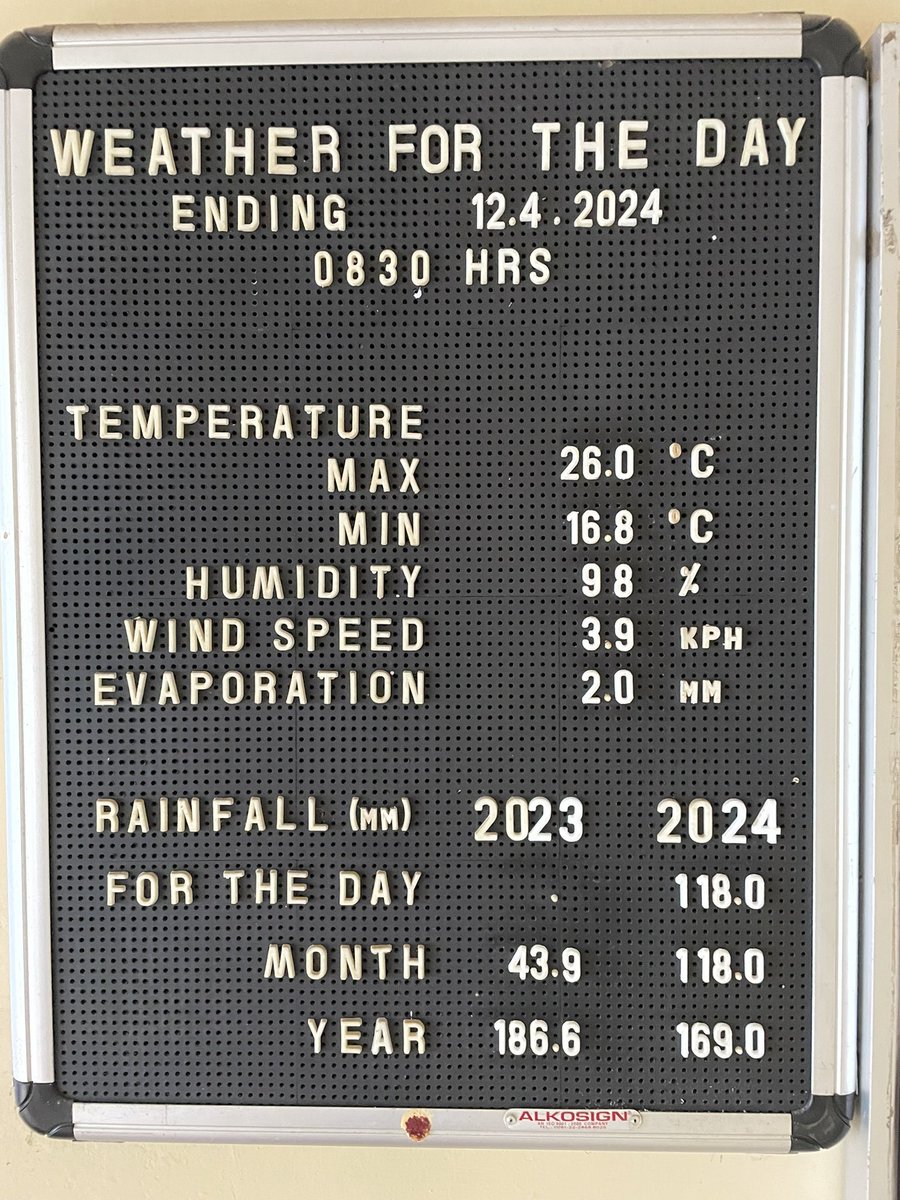 WEATHER FOR THE DAY
ENDING 12.4.2024
0830 HRS
TEMPERATURE
MAX 26.0 °C
MIN 16.8 °C
HUMIDITY 98 %
WIND SPEED 3.9 KPH
EVAPORATION 2.0 MM
RAINFALL (MM) 2023 2024
FOR THE DAY . 118.0
MONTH 43.9 118.0
YEAR 186.6 169.0
ALKOSIGN